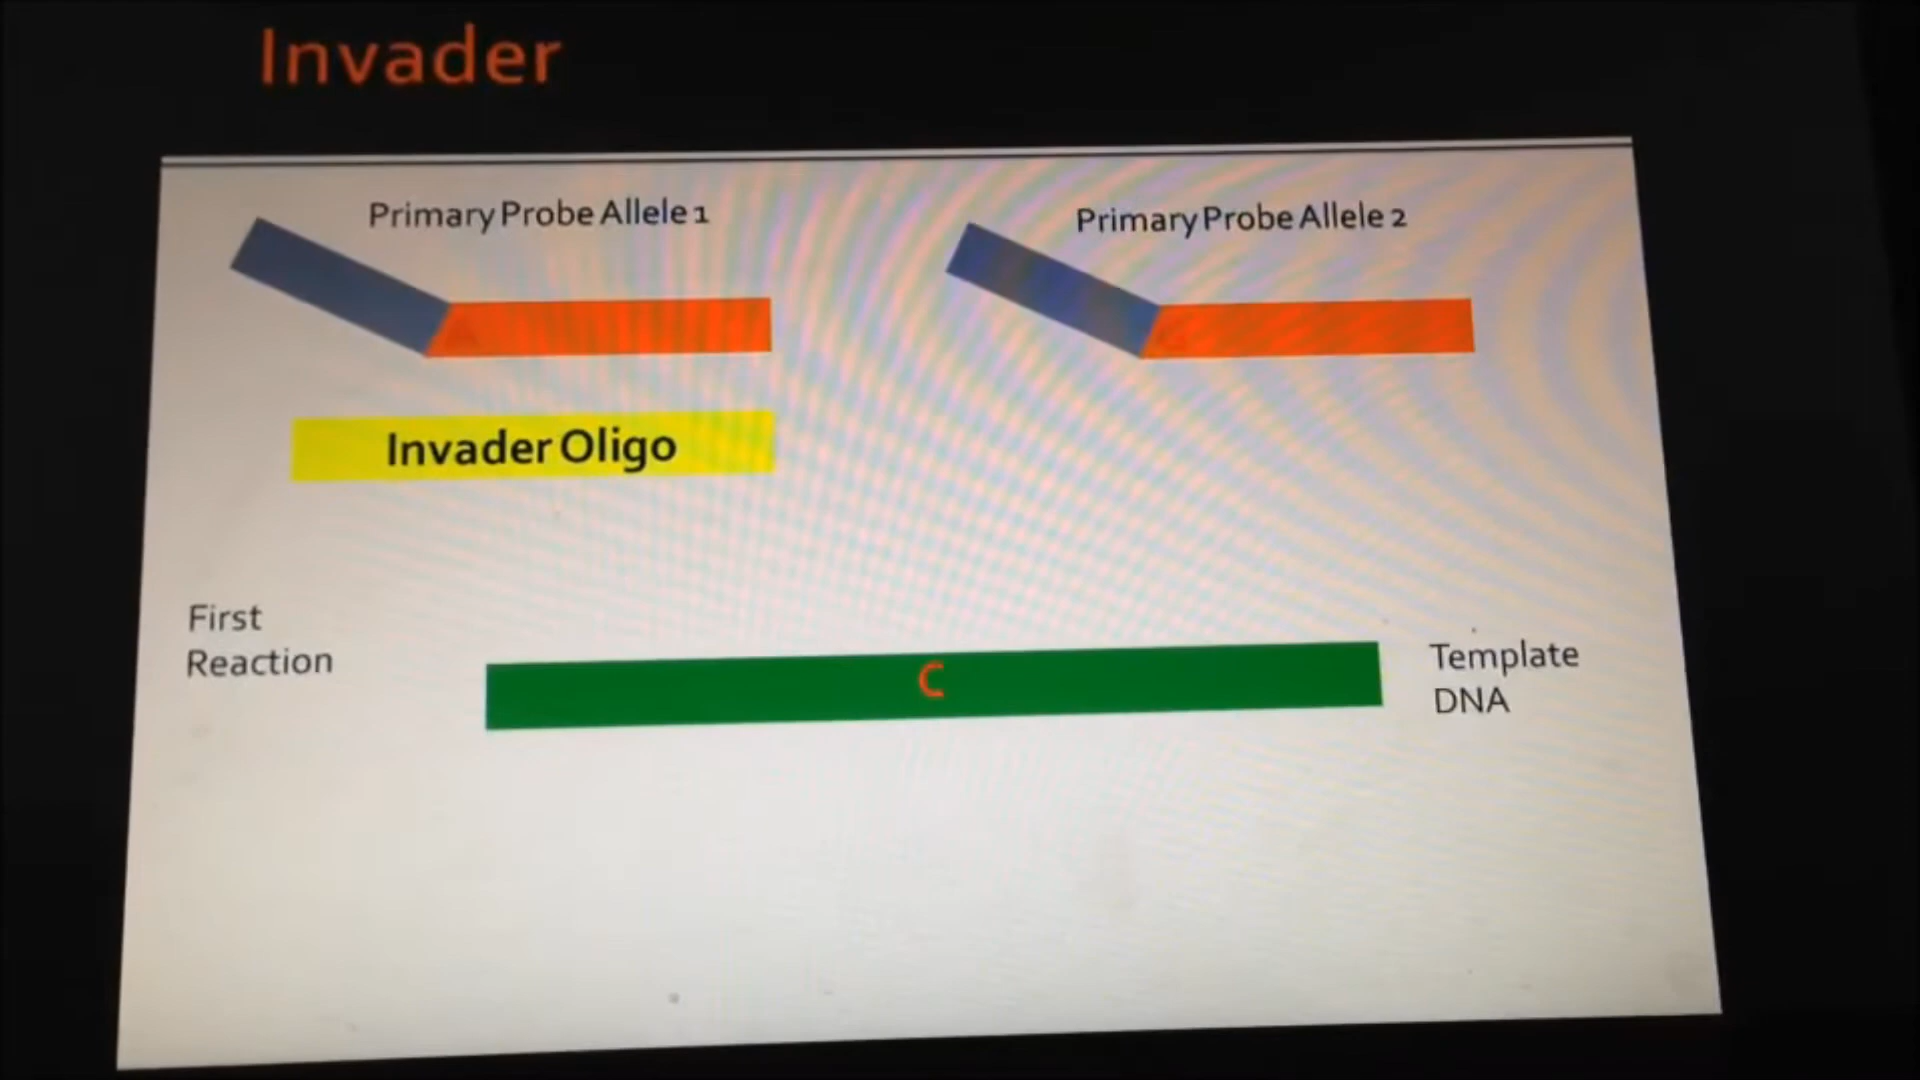 Invader
Primary Probe Allele 1
Primary Probe Allele 2
Invader Oligo
First
Reaction
C
Template
DNA